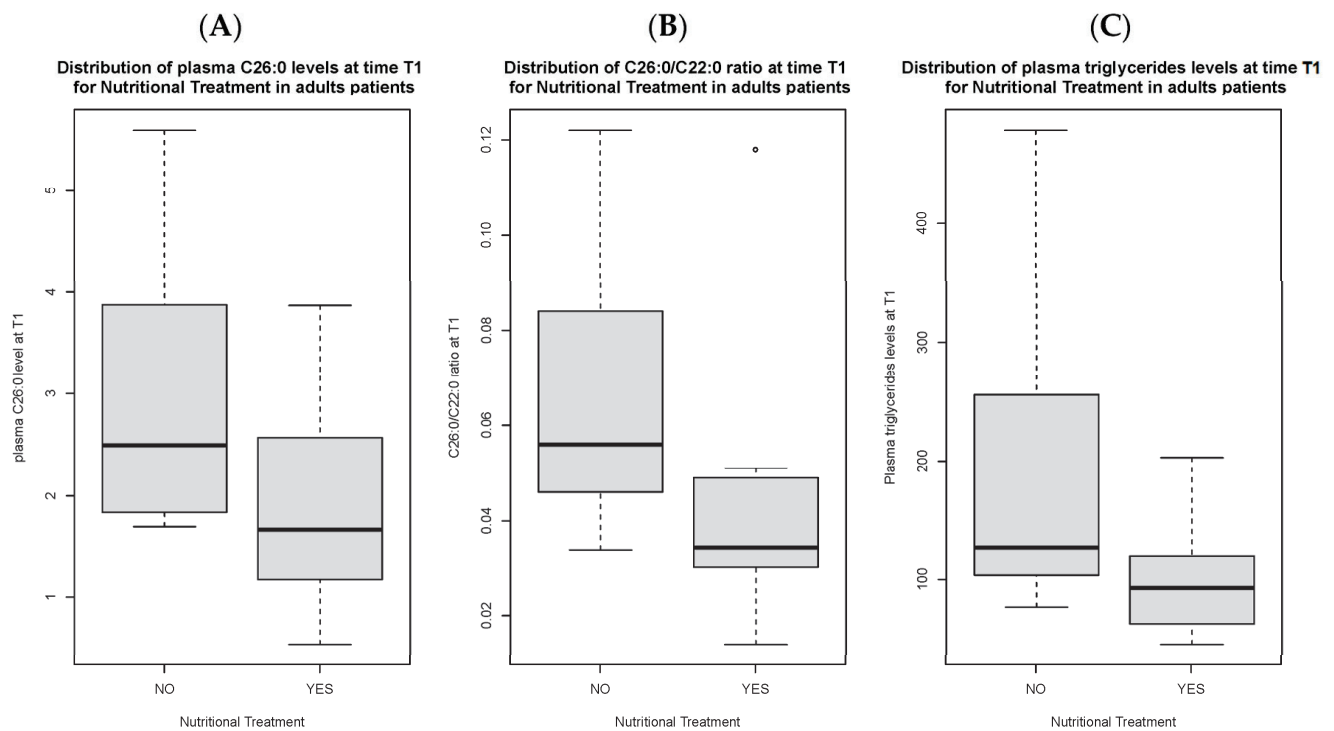 (A)
Distribution of plasma C26:0 levels at time T1
for Nutritional Treatment in adults patients
plasma C26:0 level at T1
5
4
3
2
1
NO YES
Nutritional Treatment
(B)
Distribution of C26:0/C22:0 ratio at time T1
for Nutritional Treatment in adults patients
C26:0/C22:0 ratio at T1
0.12
0.10
0.08
0.06
0.04
0.02
NO YES
Nutritional Treatment
(C)
Distribution of plasma triglycerides levels at time T1
for Nutritional Treatment in adults patients
Plasma triglycerides levels at T1
400
300
200
100
NO YES
Nutritional Treatment